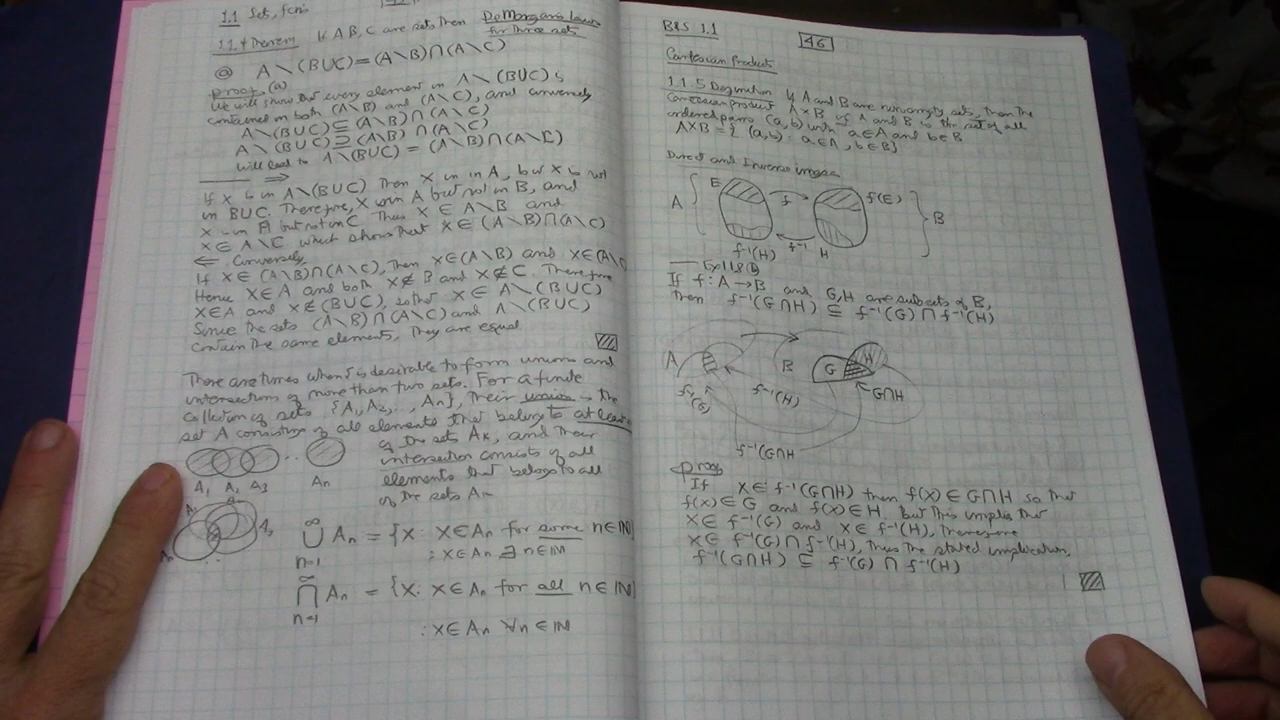 1.1 Sets, fcns
1.1.4 Theorem If A B, C are sets, then DeMorgan's Laws
for three sets
@ A \ (B∪C) = (A\B) ∩ (A\C)
proof, (a)
We will show that every element in A \ (B∪C) is
contained in both (A\B) and (A\C), and conversely
A \ (B∪C) ⊆ (A\B) ∩ (A\C)
A \ (B∪C) ⊇ (A\B) ∩ (A\C)
will lead to A\(B∪C) = (A\B)∩(A\C)
⇒
If x is in A\(B∪C) Then x is in A, but x is not
in B∪C. Therefore, x is in A but not in B, and
x is in A but not in C. Thus x ∈ A\B and
x ∈ A\C which shows that x ∈ (A\B)∩(A\C)
⇐ Conversely
If x ∈ (A\B)∩(A\C), Then x∈(A\B) and x∈(A\C
Hence x∈A and both x∉B and x∉C. Therefore
x∈A and x∉(B∪C), so that x ∈ A\(B∪C)
Since the sets (A\B)∩(A\C) and A\(B∪C)
contain the same elements, They are equal
There are times when is desirable to form unions and
intersections of more than two sets. For a finite
collection of sets {A₁, A₂, ..., An}, Their union is the
set A consisting of all elements that belongs to at least
of the sets Aₖ, and Their
intersection consists of all
elements that belongs to all
of the sets Aₖ
A₁ A₂ A₃ .. An
∞
∪ An = {x: x∈An for some n∈ℕ
n=1
: x∈An ∃ n∈ℕ
∞
∩ An = {x: x∈An for all n∈ℕ
n=1
: x∈An ∀n∈ℕ
B&S 1.1
46
Cartesian Products
1.1.5 Definition If A and B are nonempty sets, then the
Cartesian product A×B of A and B is the set of all
ordered pairs (a,b) with a∈A and b∈B
A×B = { (a,b) : a∈A, b∈B}
Direct and Inverse images
A E f f(E) B
f⁻¹(H) f⁻¹ H
Ex 1.1.8 (b)
If f: A→B and G,H are subsets of B,
then f⁻¹(G∩H) ⊆ f⁻¹(G) ∩ f⁻¹(H)
A B G H
f⁻¹(G) f⁻¹(H) G∩H
f⁻¹(G∩H
proof
If x∈ f⁻¹(G∩H) then f(x)∈ G∩H so that
f(x)∈G and f(x)∈H. but this implies that
x∈ f⁻¹(G) and x∈ f⁻¹(H), Therefore
x∈ f⁻¹(G) ∩ f⁻¹(H), Thus the stated implication,
f⁻¹(G∩H) ⊆ f⁻¹(G) ∩ f⁻¹(H)